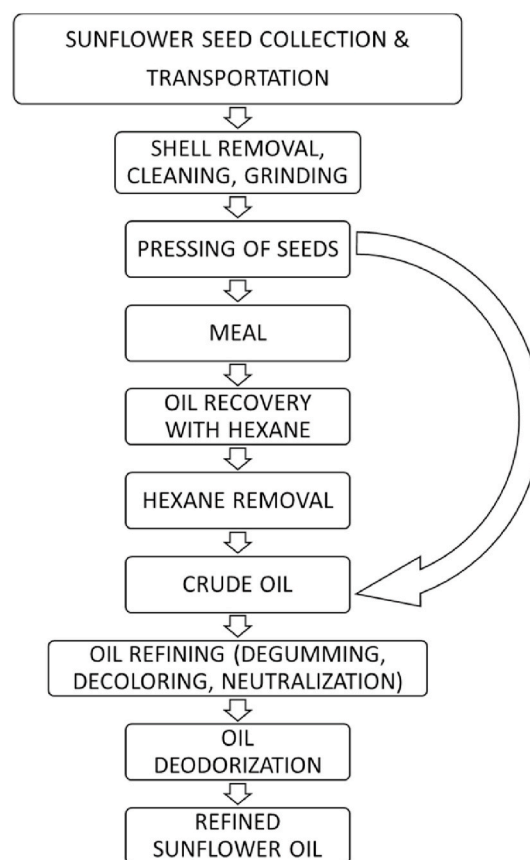 SUNFLOWER SEED COLLECTION &
TRANSPORTATION
SHELL REMOVAL,
CLEANING, GRINDING
PRESSING OF SEEDS
MEAL
OIL RECOVERY
WITH HEXANE
HEXANE REMOVAL
CRUDE OIL
OIL REFINING (DEGUMMING,
DECOLORING, NEUTRALIZATION)
OIL
DEODORIZATION
REFINED
SUNFLOWER OIL